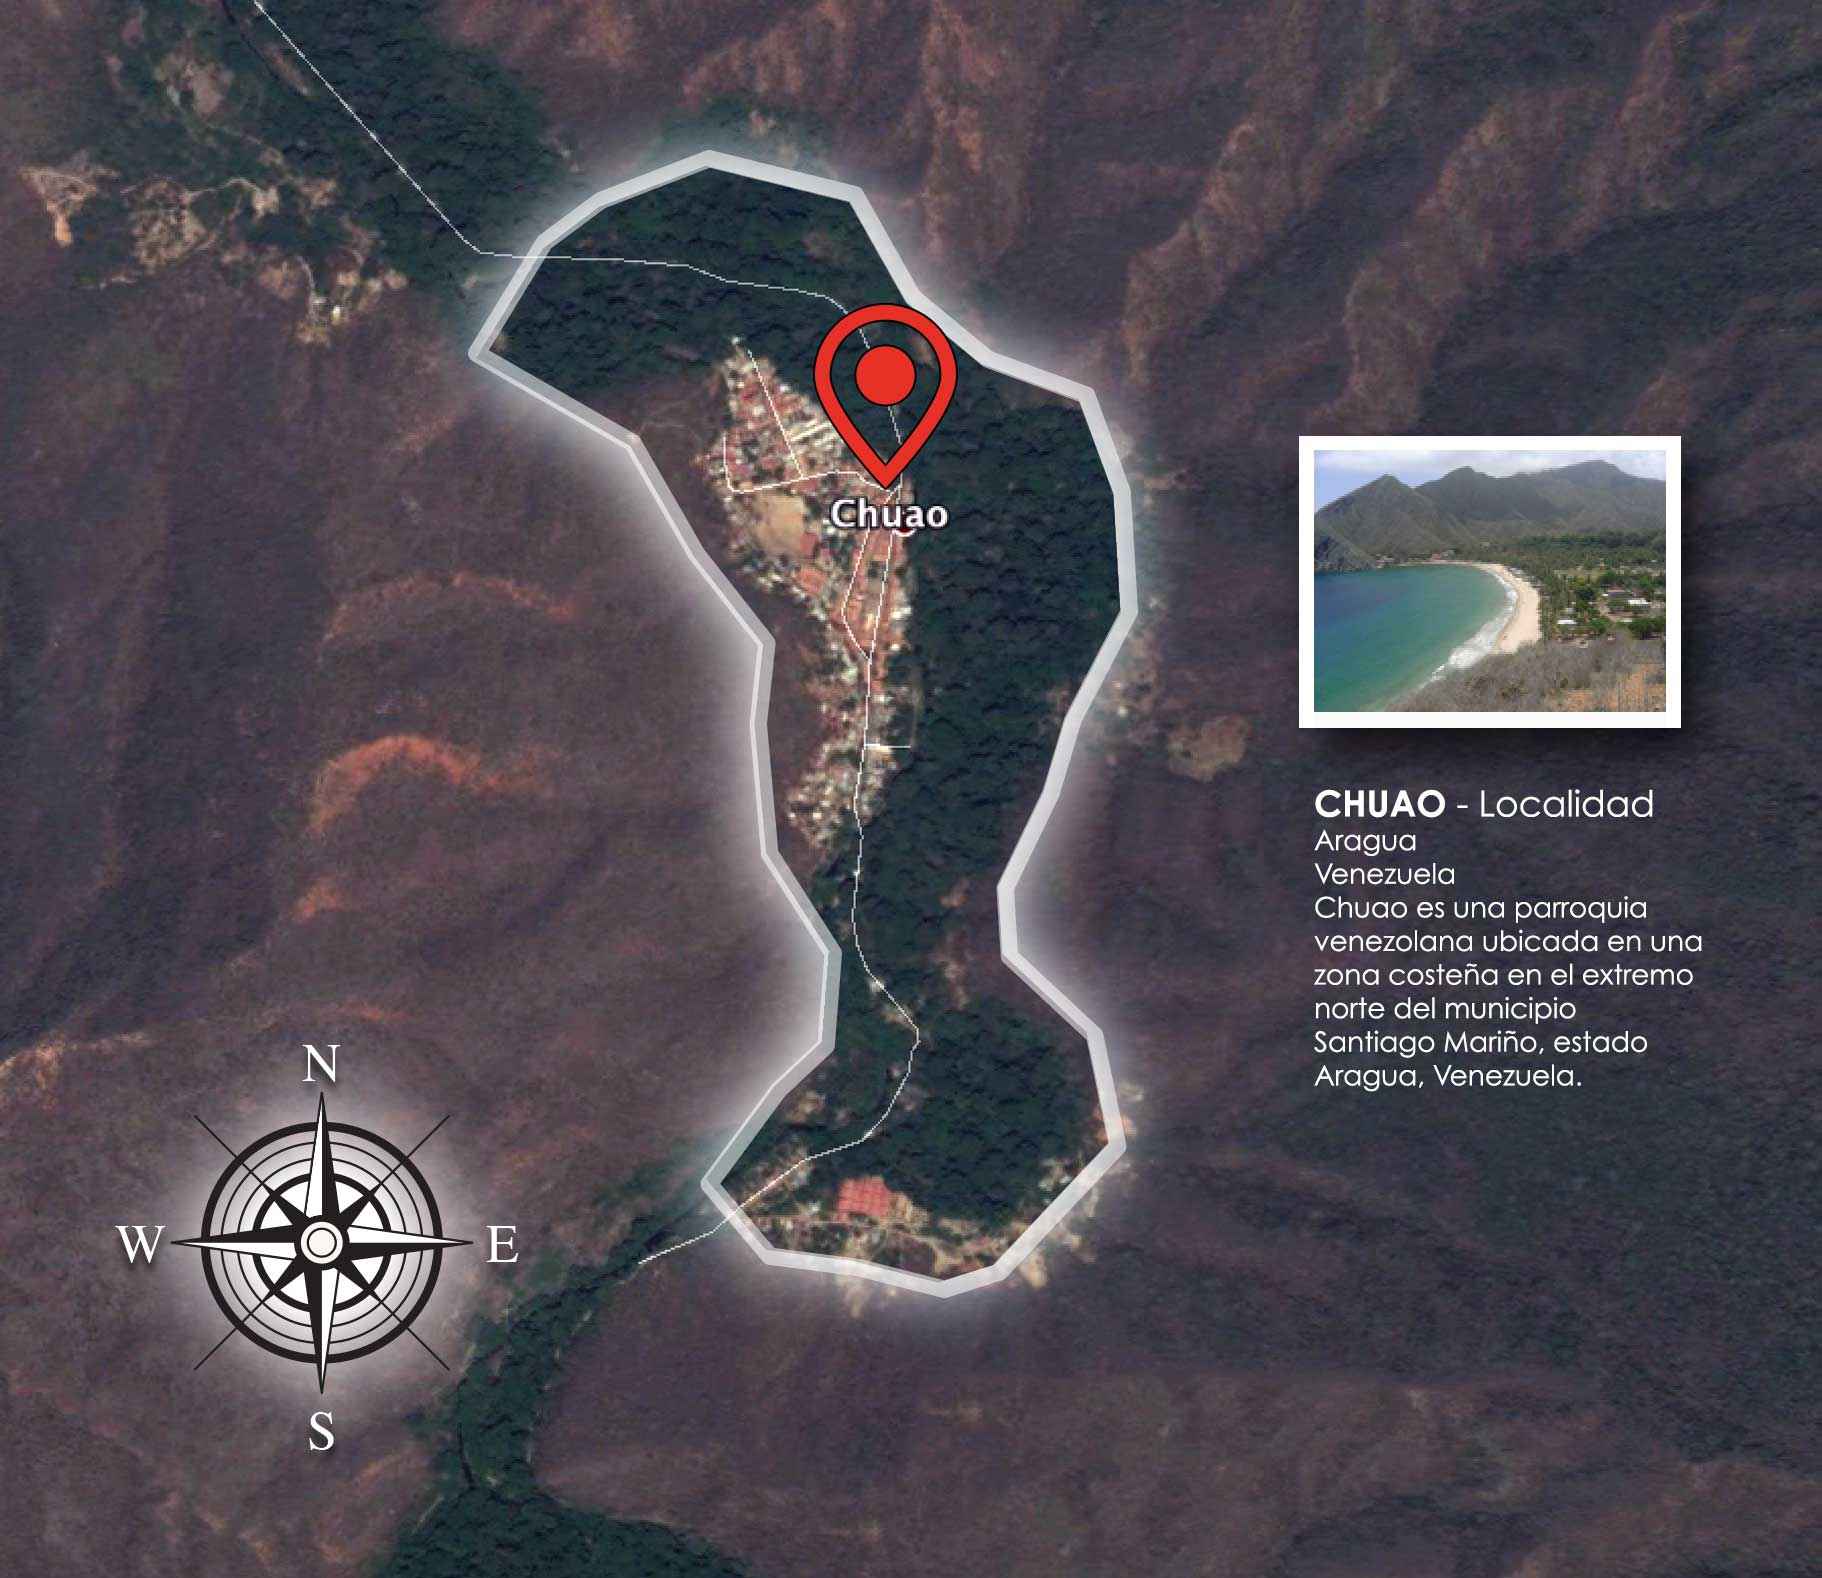 Chuao
CHUAO - Localidad
Aragua
Venezuela
Chuao es una parroquia
venezolana ubicada en una
zona costeña en el extremo
norte del municipio
Santiago Mariño, estado
Aragua, Venezuela.
N
W
E
S